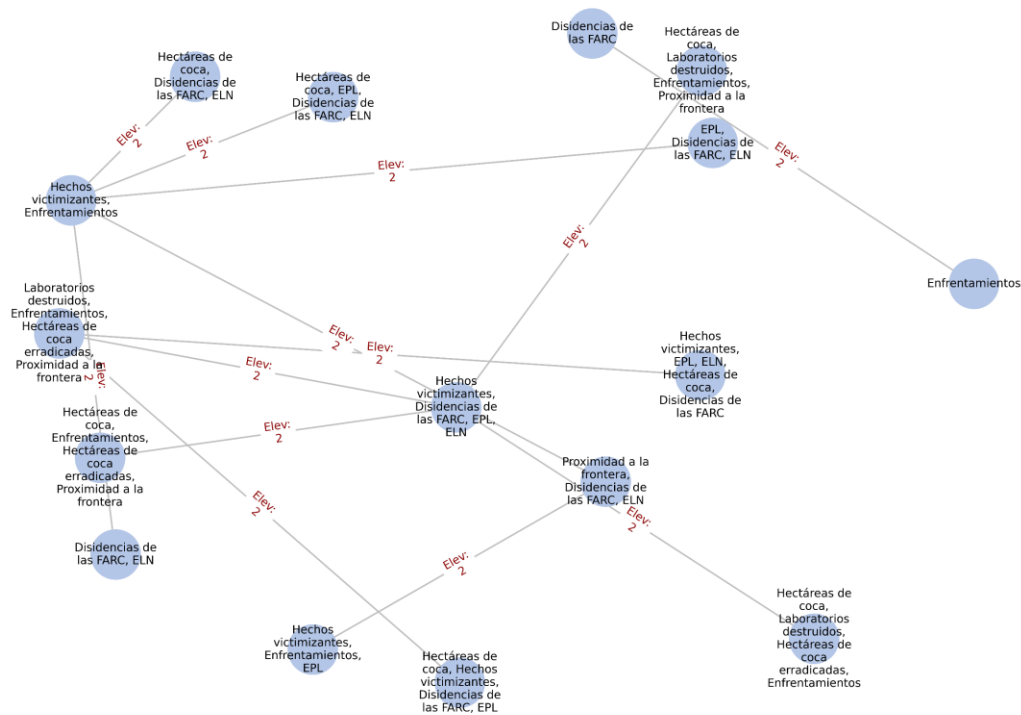 Disidencias de
las FARC
Hectáreas de
coca,
Laboratorios
destruidos,
Enfrentamientos,
Proximidad a la
frontera
Hectáreas de
coca,
Disidencias de
las FARC, ELN
Hectáreas de
coca, EPL,
Disidencias de
las FARC, ELN
EPL,
Disidencias de
las FARC, ELN
Elev:
2
Elev:
2
Elev:
2
Elev:
2
Hechos
victimizantes,
Enfrentamientos
Elev:
2
Enfrentamientos
Laboratorios
destruidos,
Enfrentamientos,
Hectáreas de
coca
erradicadas,
Proximidad a la
frontera
Elev:
2
Elev:
2
Elev:
2
Elev:
2
Hechos
victimizantes,
EPL, ELN,
Hectáreas de
coca,
Disidencias de
las FARC
Hechos
victimizantes,
Disidencias de
las FARC, EPL,
ELN
Hectáreas de
coca,
Enfrentamientos,
Hectáreas de
coca
erradicadas,
Proximidad a la
frontera
Elev:
2
Proximidad a la
frontera,
Disidencias de
las FARC, ELN
Elev:
2
Elev:
2
Disidencias de
las FARC, ELN
Elev:
2
Hechos
victimizantes,
Enfrentamientos,
EPL
Hectáreas de
coca, Hechos
victimizantes,
Disidencias de
las FARC, EPL
Hectáreas de
coca,
Laboratorios
destruidos,
Hectáreas de
coca
erradicadas,
Enfrentamientos